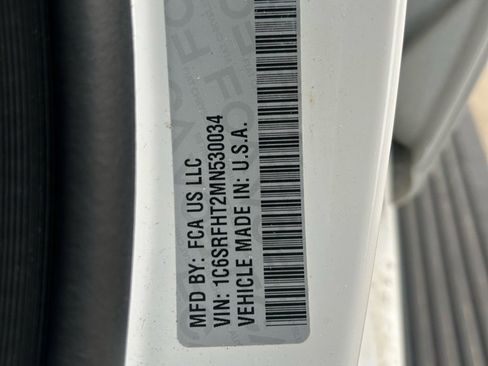 MFD BY: FCA US LLC
VIN: 1C6SRFHT2MN530034
VEHICLE MADE IN: U.S.A.